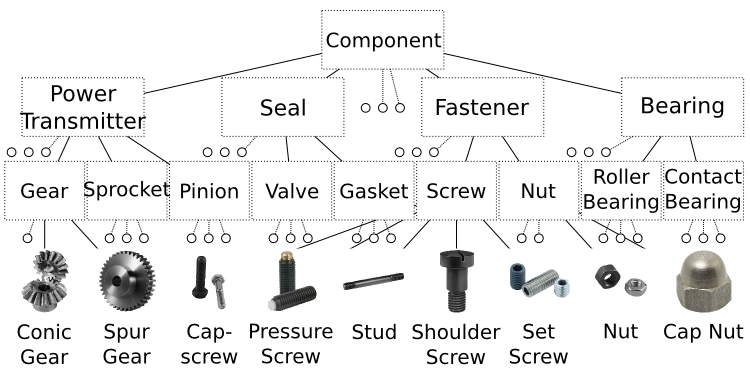 Component
Power
Transmitter
Seal
Fastener
Bearing
Gear
Sprocket
Pinion
Valve
Gasket
Screw
Nut
Roller
Bearing
Contact
Bearing
Conic
Gear
Spur
Gear
Cap-
screw
Pressure
Screw
Stud
Shoulder
Screw
Set
Screw
Nut
Cap Nut